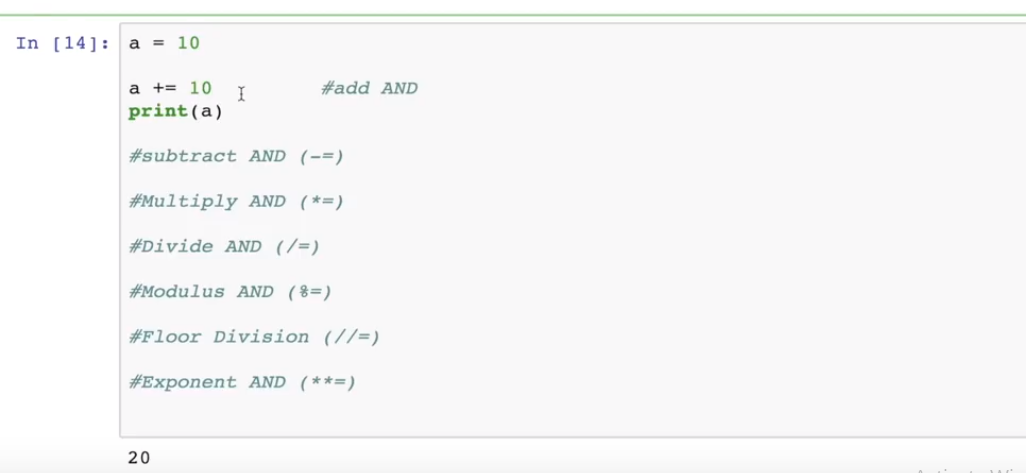 In [14]: a = 10
a += 10 #add AND
print(a)
#subtract AND (-=)
#Multiply AND (*=)
#Divide AND (/=)
#Modulus AND (%=)
#Floor Division (//=)
#Exponent AND (**=)
20